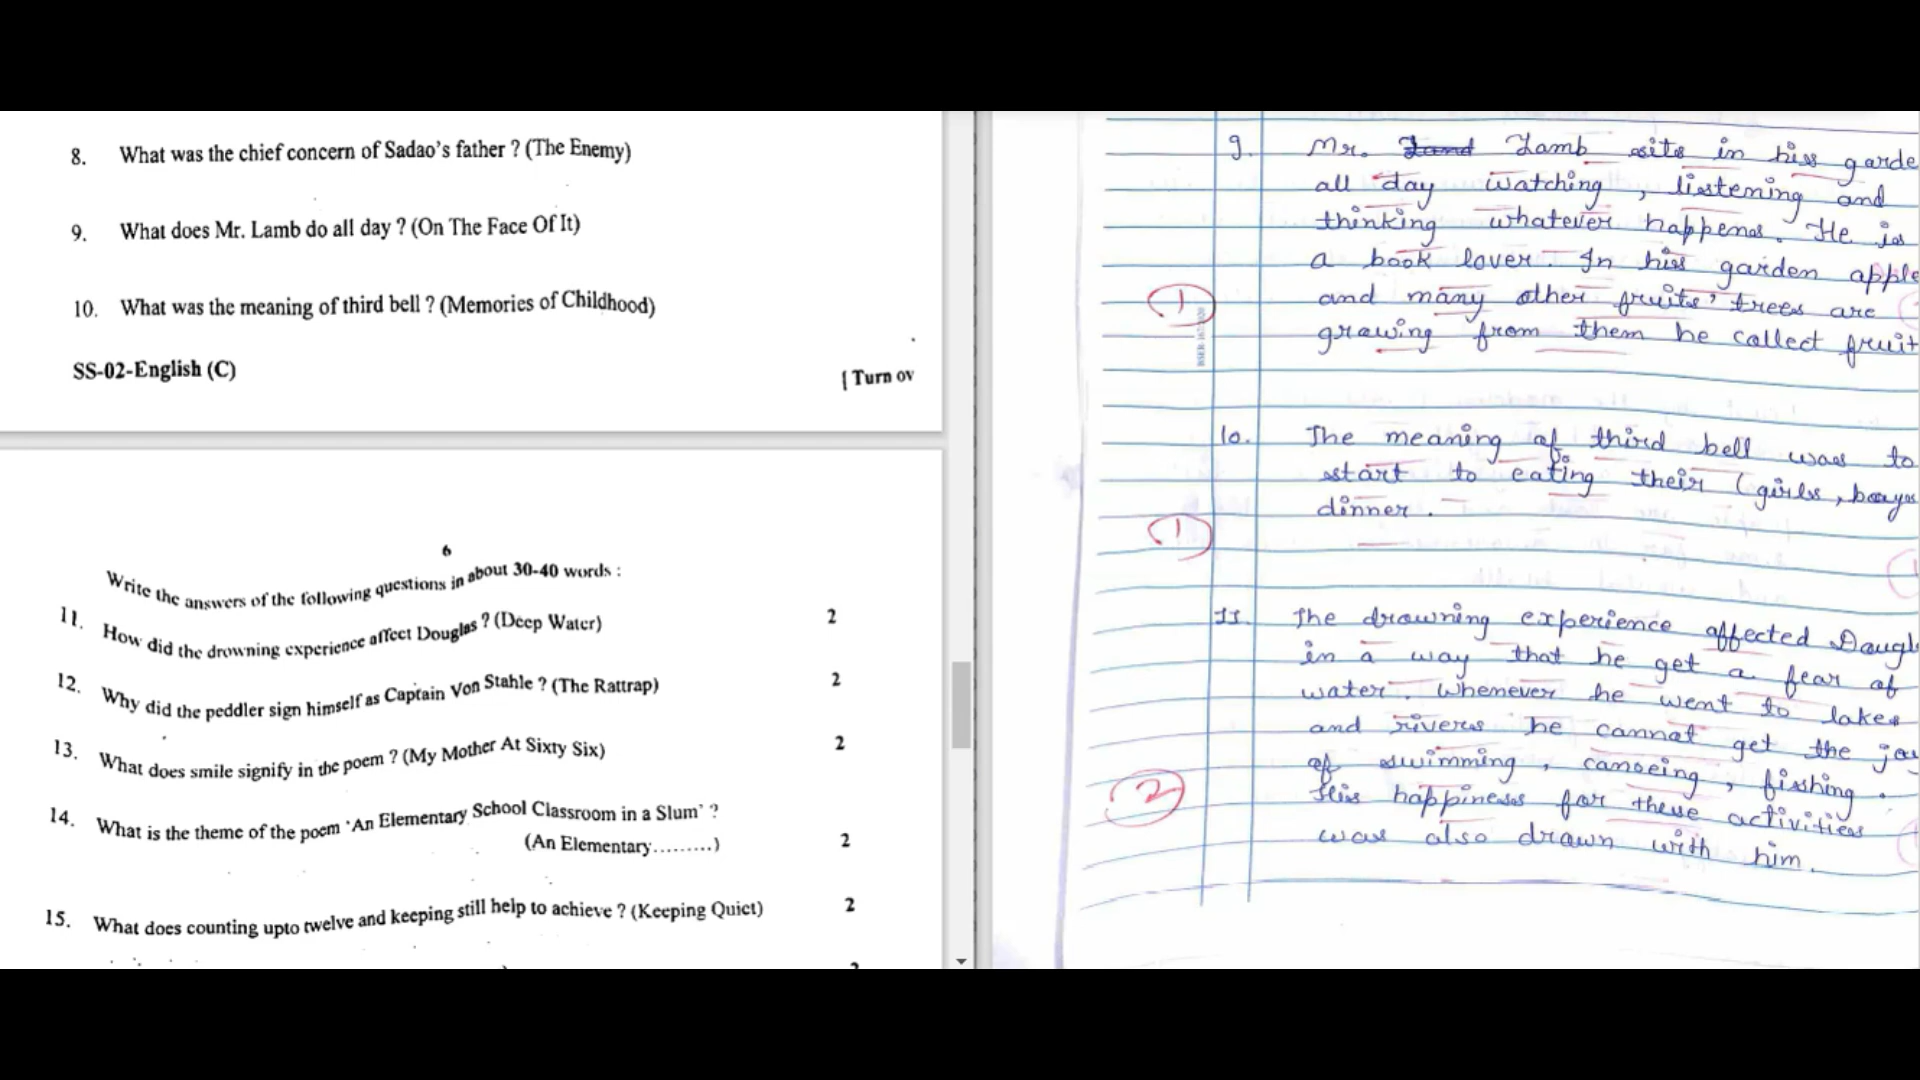 8. What was the chief concern of Sadao's father ? (The Enemy)
9. What does Mr. Lamb do all day ? (On The Face Of It)
10. What was the meaning of third bell ? (Memories of Childhood)
SS-02-English (C)
[ Turn ov
6
Write the answers of the following questions in about 30-40 words :
11. How did the drowning experience affect Douglas ? (Deep Water) 2
12. Why did the peddler sign himself as Captain Von Stahle ? (The Rattrap) 2
13. What does smile signify in the poem ? (My Mother At Sixty Six) 2
14. What is the theme of the poem 'An Elementary School Classroom in a Slum' ?
(An Elementary.........) 2
15. What does counting upto twelve and keeping still help to achieve ? (Keeping Quiet) 2
9. Mr. Lamb sits in his garde
all day watching, listening and
thinking whatever happens. He is
a book lover. In his garden apple
1 and many other fruits' trees are
growing from them he collect fruit
10. The meaning of third bell was to
start to eating their (girls, boys
dinner.
1
11. The drowning experience affected Dougl
in a way that he get a fear of
water. Whenever he went to lakes
and rivers he cannot get the joy
of swimming, canoeing, fishing.
2 His happiness for these activities
was also drawn with him.